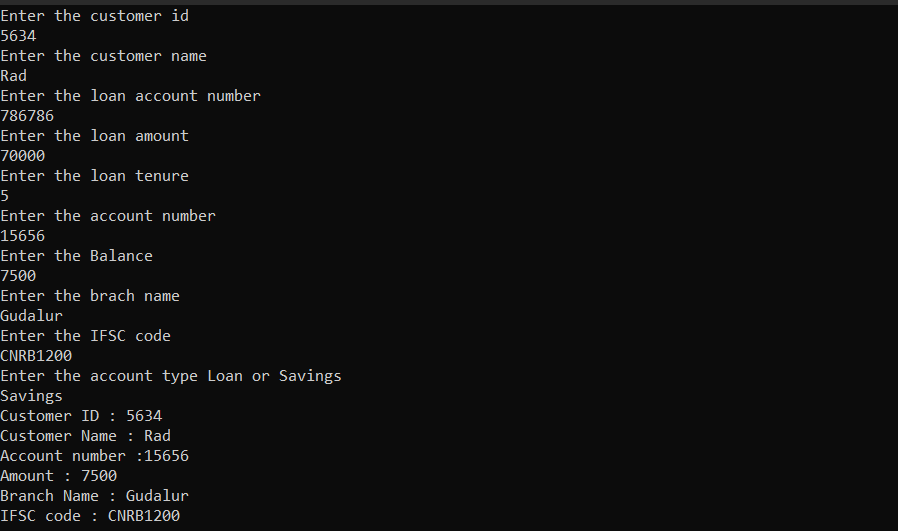 Enter the customer id
5634
Enter the customer name
Rad
Enter the loan account number
786786
Enter the loan amount
70000
Enter the loan tenure
5
Enter the account number
15656
Enter the Balance
7500
Enter the brach name
Gudalur
Enter the IFSC code
CNRB1200
Enter the account type Loan or Savings
Savings
Customer ID : 5634
Customer Name : Rad
Account number :15656
Amount : 7500
Branch Name : Gudalur
IFSC code : CNRB1200